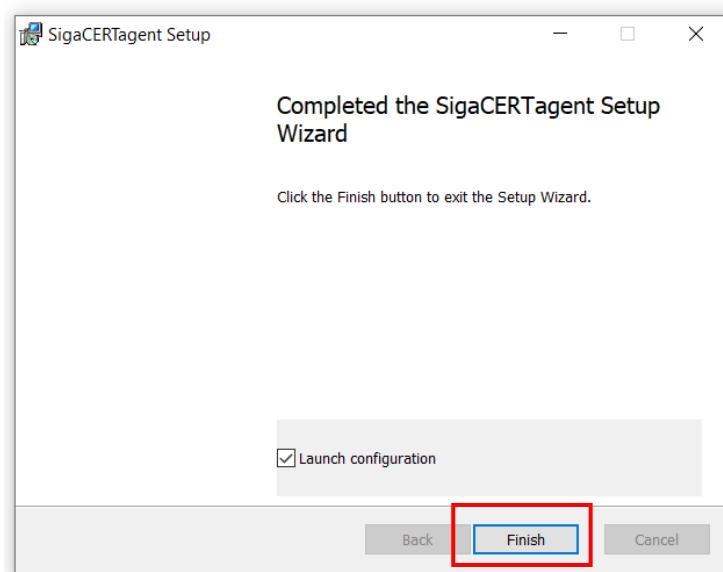 SigaCERTagent Setup
Completed the SigaCERTagent Setup
Wizard
Click the Finish button to exit the Setup Wizard.
Launch configuration
Back
Finish
Cancel